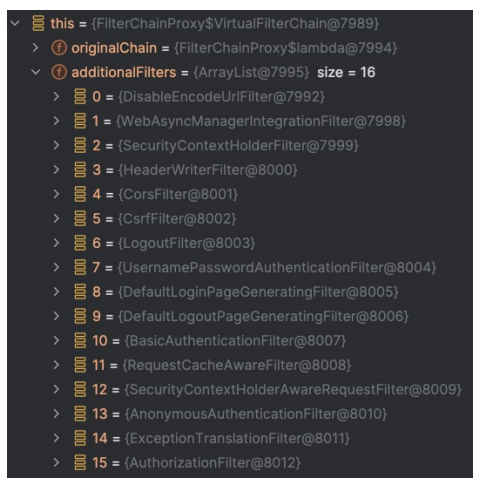 this = {FilterChainProxy$VirtualFilterChain@7989}
f originalChain = {FilterChainProxy$lambda@7994}
f additionalFilters = {ArrayList@7995} size = 16
0 = {DisableEncodeUrlFilter@7992}
1 = {WebAsyncManagerIntegrationFilter@7998}
2 = {SecurityContextHolderFilter@7999}
3 = {HeaderWriterFilter@8000}
4 = {CorsFilter@8001}
5 = {CsrfFilter@8002}
6 = {LogoutFilter@8003}
7 = {UsernamePasswordAuthenticationFilter@8004}
8 = {DefaultLoginPageGeneratingFilter@8005}
9 = {DefaultLogoutPageGeneratingFilter@8006}
10 = {BasicAuthenticationFilter@8007}
11 = {RequestCacheAwareFilter@8008}
12 = {SecurityContextHolderAwareRequestFilter@8009}
13 = {AnonymousAuthenticationFilter@8010}
14 = {ExceptionTranslationFilter@8011}
15 = {AuthorizationFilter@8012}